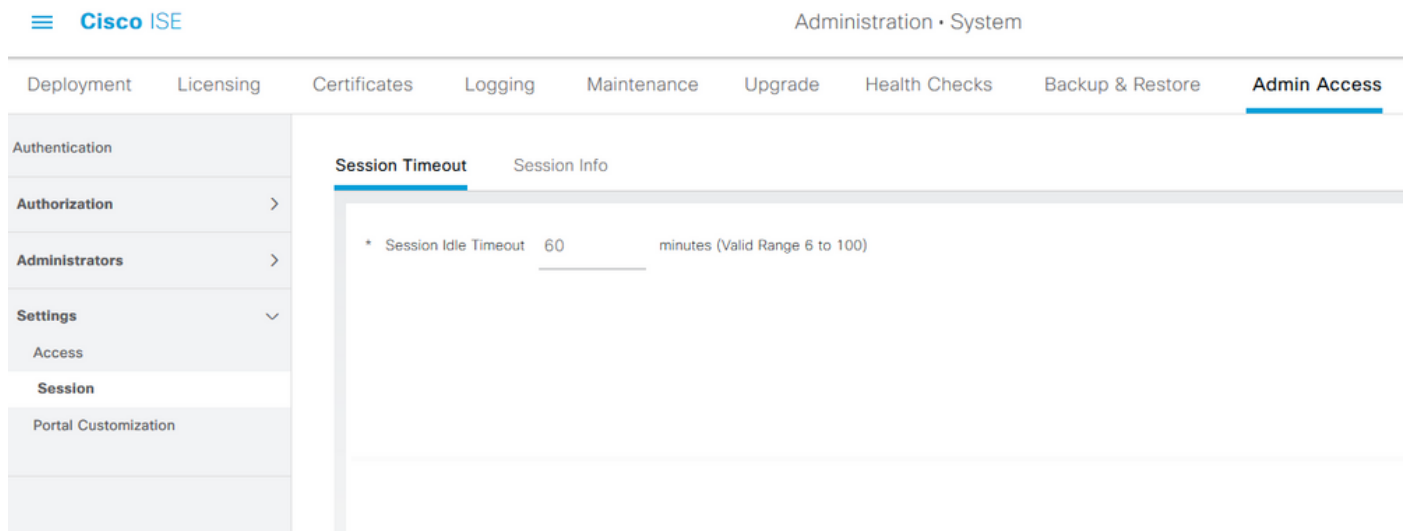 Cisco ISE
Administration · System
Deployment Licensing Certificates Logging Maintenance Upgrade Health Checks Backup & Restore Admin Access
Authentication
Authorization
Administrators
Settings
Access
Session
Portal Customization
Session Timeout Session Info
* Session Idle Timeout 60 minutes (Valid Range 6 to 100)